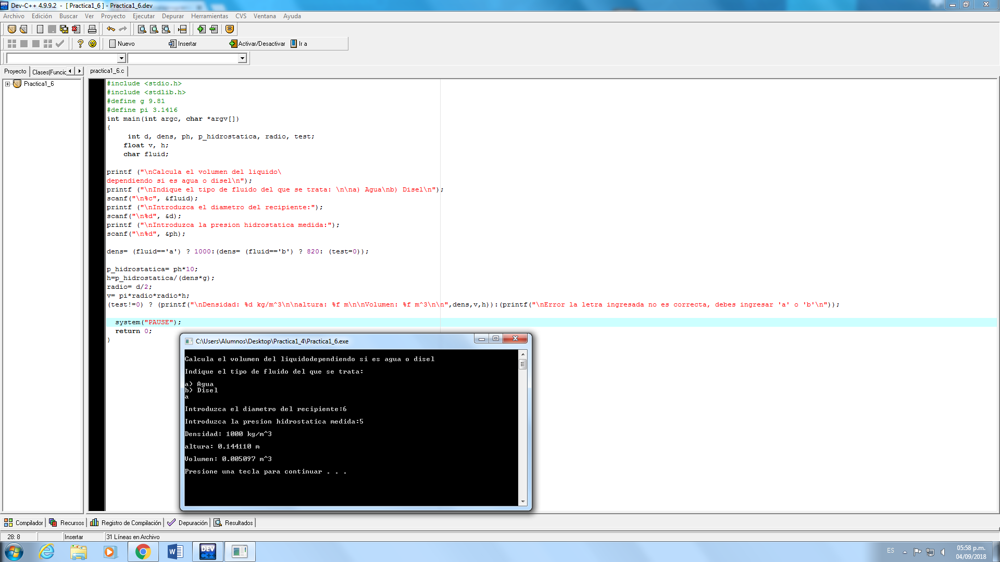 Dev-C++ 4.9.9.2 - [ Practica1_6 ] - Practica1_6.dev
Archivo Edición Buscar Ver Proyecto Ejecutar Depurar Herramientas CVS Ventana Ayuda
Nuevo Insertar Activar/Desactivar Ir a
Proyecto Clases(Funcic practica1_6.c
Practica1_6
#include <stdio.h>
#include <stdlib.h>
#define g 9.81
#define pi 3.1416
int main(int argc, char *argv[])
{
int d, dens, ph, p_hidrostatica, radio, test;
float v, h;
char fluid;
printf ("\nCalcula el volumen del liquido\
dependiendo si es agua o disel\n");
printf ("\nIndique el tipo de fluido del que se trata: \n\na) Agua\nb) Disel\n");
scanf("\n%c", &fluid);
printf ("\nIntroduzca el diametro del recipiente:");
scanf("\n%d", &d);
printf ("\nIntroduzca la presion hidrostatica medida:");
scanf("\n%d", &ph);
dens= (fluid=='a') ? 1000:(dens= (fluid=='b') ? 820: (test=0));
p_hidrostatica= ph*10;
h=p_hidrostatica/(dens*g);
radio= d/2;
v= pi*radio*radio*h;
(test!=0) ? (printf("\nDensidad: %d kg/m^3\n\naltura: %f m\n\nVolumen: %f m^3\n\n",dens,v,h)):(printf("\nError la letra ingresada no es correcta, debes ingresar 'a' o 'b'\n"));
system("PAUSE");
return 0;
}
C:\Users\Alumnos\Desktop\Practica1_4\Practica1_6.exe
Calcula el volumen del liquidodependiendo si es agua o disel
Indique el tipo de fluido del que se trata:
a) Agua
b) Disel
a
Introduzca el diametro del recipiente:6
Introduzca la presion hidrostatica medida:5
Densidad: 1000 kg/m^3
altura: 0.144110 m
Volumen: 0.005097 m^3
Presione una tecla para continuar . . .
Compilador Recursos Registro de Compilación Depuración Resultados
28: 8 Insertar 31 Líneas en Archivo
DEV C++
ES 05:58 p.m.
04/09/2018